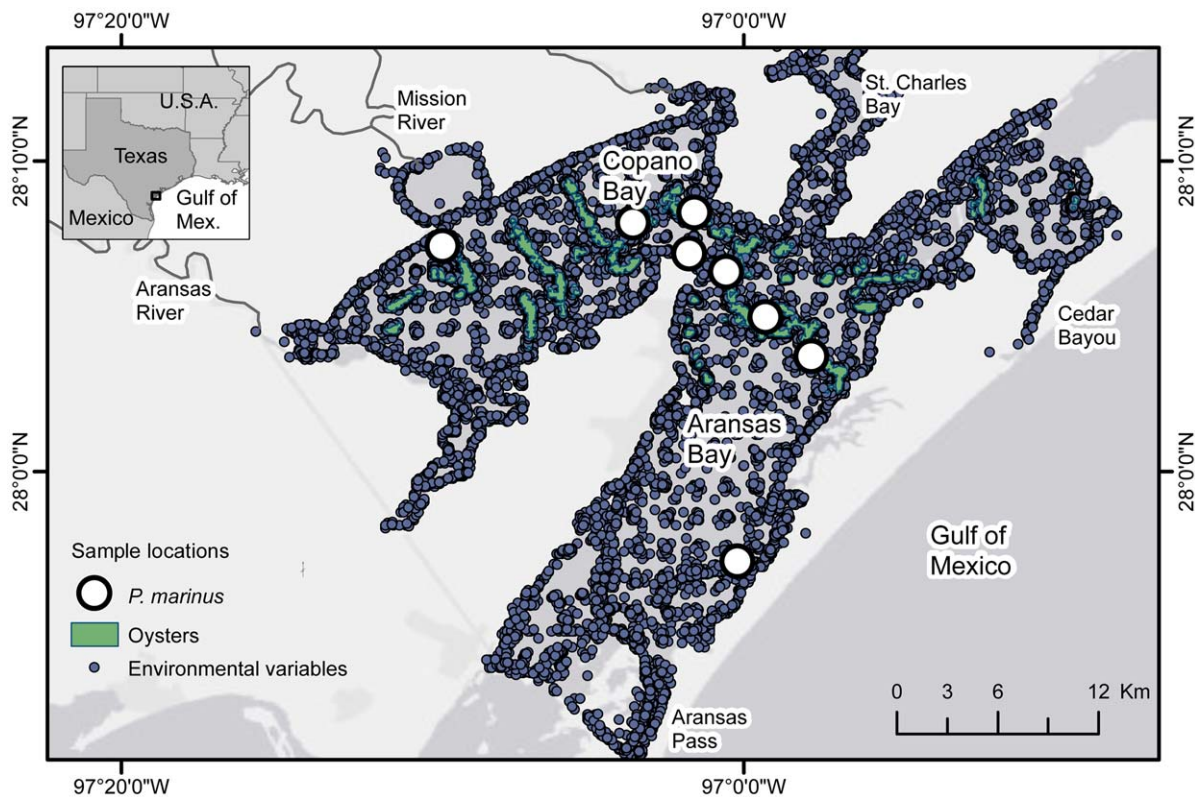 97°20'0"W
97°0'0"W
U.S.A.
Texas
Mexico
Gulf of
Mex.
Mission
River
Copano
Bay
St. Charles
Bay
28°10'0"N
28°10'0"N
Aransas
River
Cedar
Bayou
Aransas
Bay
28°0'0"N
28°0'0"N
Gulf of
Mexico
Sample locations
P. marinus
Oysters
Environmental variables
Aransas
Pass
0 3 6 12 Km
97°20'0"W
97°0'0"W